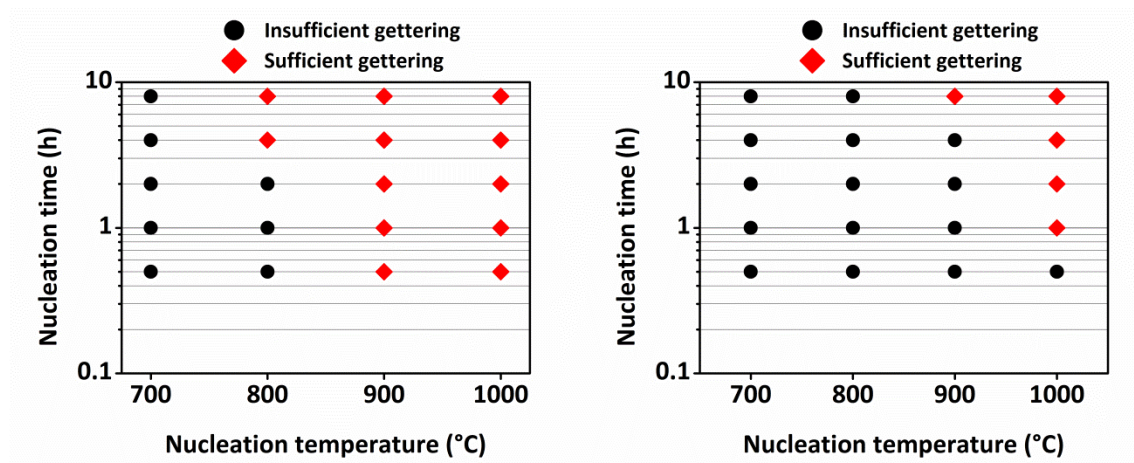 Insufficient gettering
Sufficient gettering
10
1
0.1
Nucleation time (h)
700 800 900 1000
Nucleation temperature (°C)
Insufficient gettering
Sufficient gettering
10
1
0.1
Nucleation time (h)
700 800 900 1000
Nucleation temperature (°C)